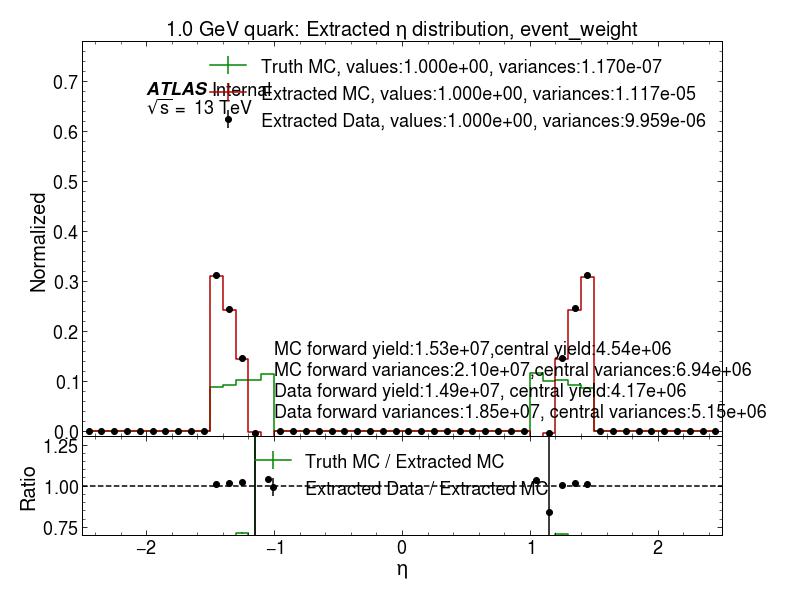 1.0 GeV quark: Extracted η distribution, event_weight
Truth MC, values:1.000e+00, variances:1.170e-07
ATLAS Internal
Extracted MC, values:1.000e+00, variances:1.117e-05
√s = 13 TeV
Extracted Data, values:1.000e+00, variances:9.959e-06
Normalized
0.7
0.6
0.5
0.4
0.3
0.2
0.1
0.0
MC forward yield:1.53e+07,central yield:4.54e+06
MC forward variances:2.10e+07,central variances:6.94e+06
Data forward yield:1.49e+07, central yield:4.17e+06
Data forward variances:1.85e+07, central variances:5.15e+06
Ratio
1.25
1.00
0.75
Truth MC / Extracted MC
Extracted Data / Extracted MC
−2 −1 0 1 2
η